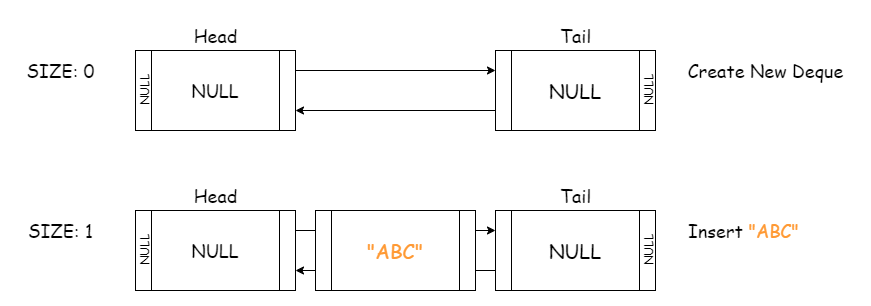 Head Tail
SIZE: 0 NULL NULL NULL NULL Create New Deque
Head Tail
SIZE: 1 NULL NULL "ABC" NULL NULL Insert "ABC"